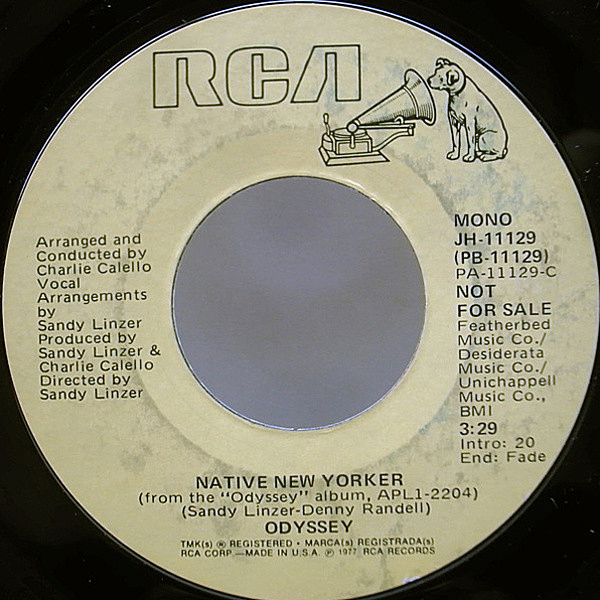 RCA
Arranged and
Conducted by
Charlie Calello
Vocal
Arrangements
by
Sandy Linzer
Produced by
Sandy Linzer &
Charlie Calello
Directed by
Sandy Linzer
MONO
JH-11129
(PB-11129)
PA-11129-C
NOT
FOR SALE
Featherbed
Music Co./
Desiderata
Music Co./
Unichappell
Music Co.,
BMI
3:29
Intro: 20
End: Fade
NATIVE NEW YORKER
(from the "Odyssey" album, APL1-2204)
(Sandy Linzer-Denny Randell)
ODYSSEY
TMK(s) ® REGISTERED • MARCA(s) REGISTRADA(s)
RCA CORP.—MADE IN U.S.A. ℗ 1977 RCA RECORDS